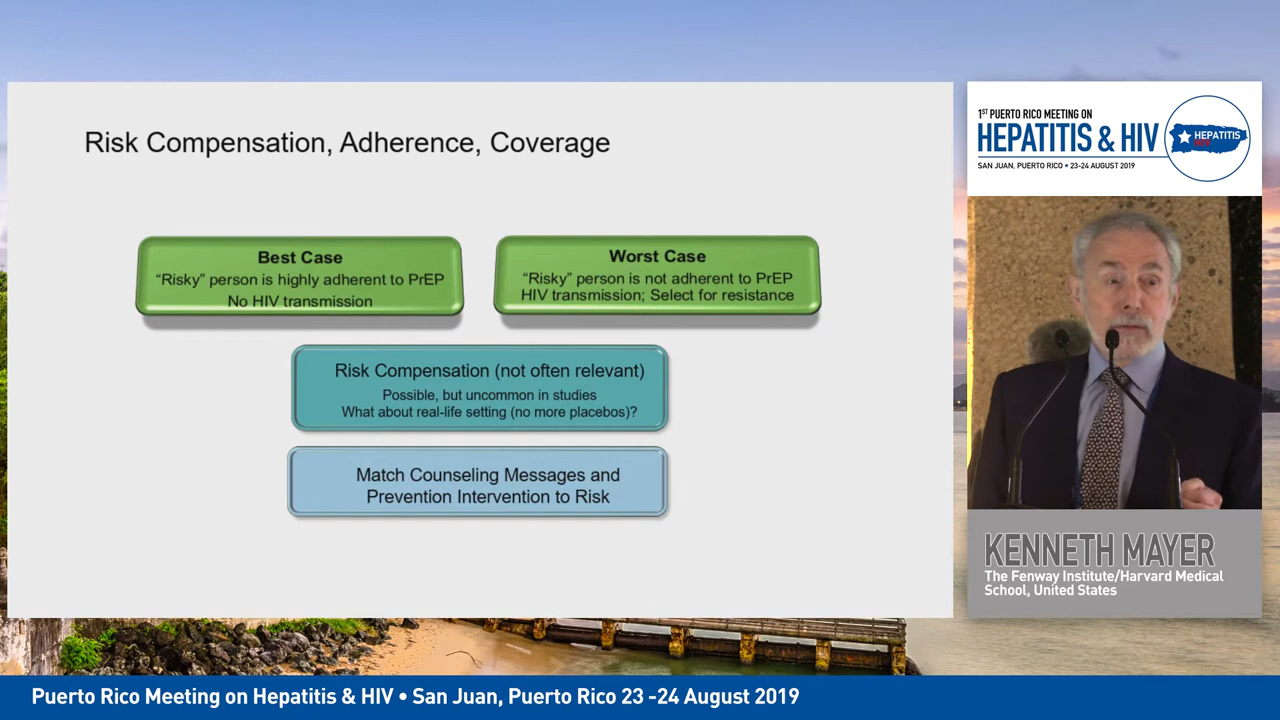 Risk Compensation, Adherence, Coverage
Best Case
“Risky” person is highly adherent to PrEP
No HIV transmission
Worst Case
“Risky” person is not adherent to PrEP
HIV transmission; Select for resistance
Risk Compensation (not often relevant)
Possible, but uncommon in studies
What about real-life setting (no more placebos)?
Match Counseling Messages and
Prevention Intervention to Risk
1ST PUERTO RICO MEETING ON
HEPATITIS & HIV
SAN JUAN, PUERTO RICO • 23-24 AUGUST 2019
HEPATITIS
KENNETH MAYER
The Fenway Institute/Harvard Medical
School, United States
Puerto Rico Meeting on Hepatitis & HIV • San Juan, Puerto Rico 23 -24 August 2019